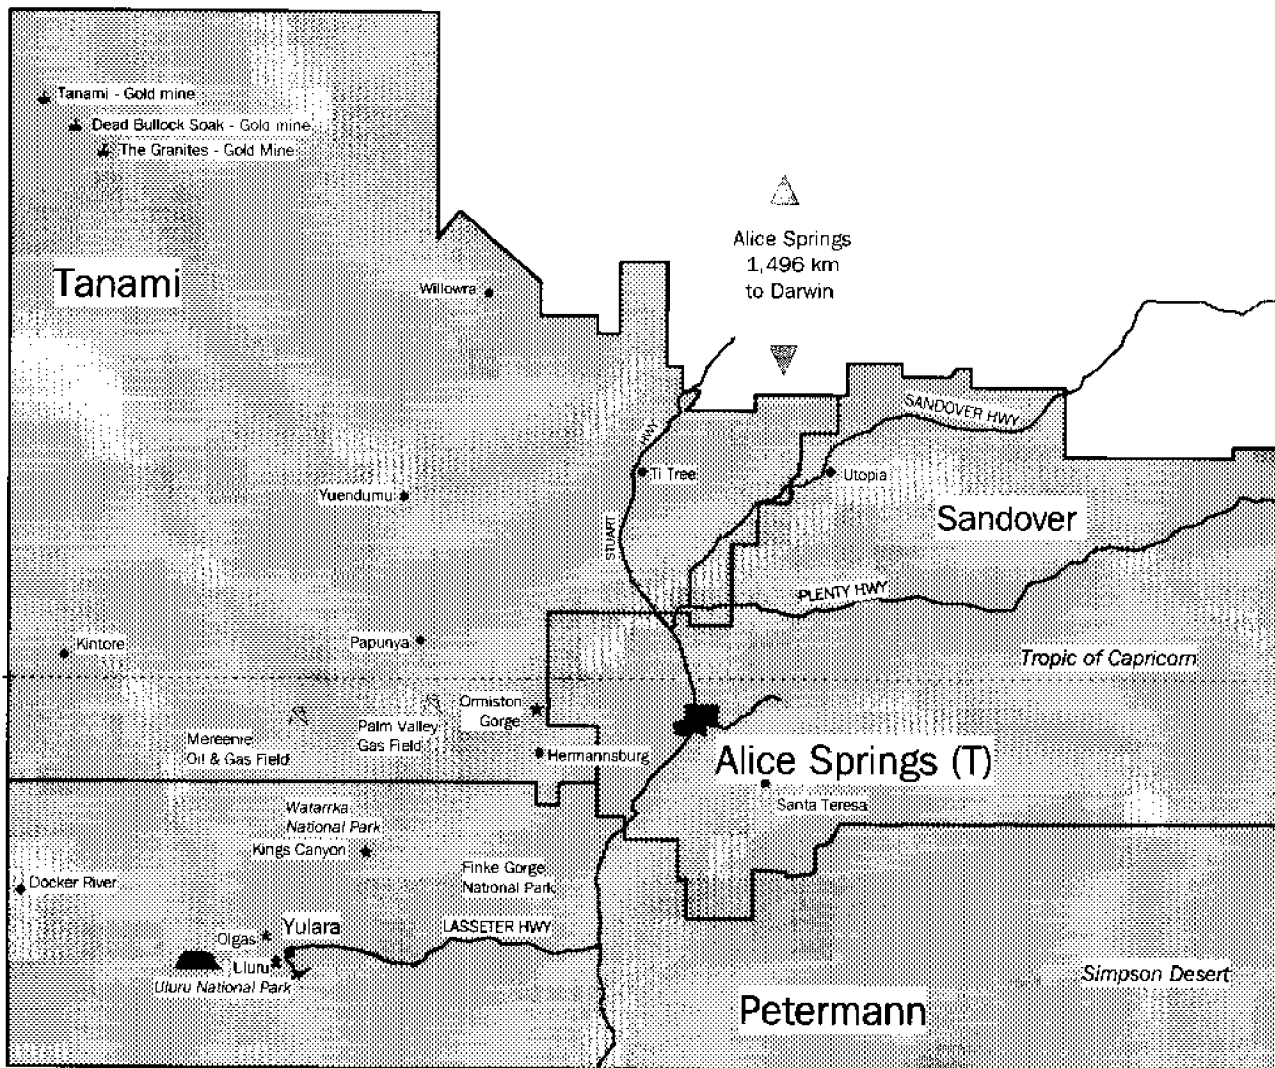 Tanami - Gold mine
Dead Bullock Soak - Gold mine
The Granites - Gold Mine
Alice Springs
1,496 km
to Darwin
Tanami
Willowra
SANDOVER HWY
HWY
Ti Tree
Utopia
Yuendumu
Sandover
STUART
PLENTY HWY
Kintore
Papunya
Tropic of Capricorn
Ormiston
Gorge
Palm Valley
Gas Field
Mereenie
Oil & Gas Field
Hermannsburg
Alice Springs (T)
Santa Teresa
Watarrka
National Park
Kings Canyon
Finke Gorge
National Park
Docker River
Yulara
LASSETER HWY
Olgas
Uluru
Uluru National Park
Simpson Desert
Petermann